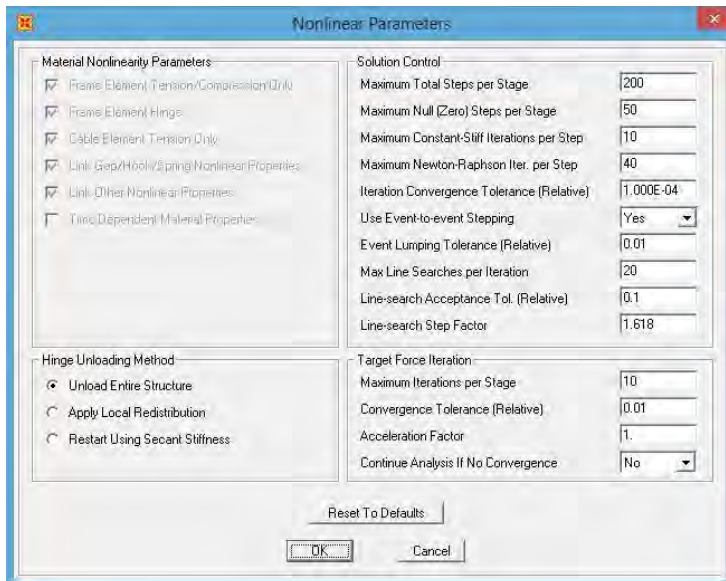 Nonlinear Parameters
Material Nonlinearity Parameters
Frame Element Tension/Compression Only
Frame Element Hinge
Cable Element Tension Only
Link Gap/Hook/Spring Nonlinear Properties
Link Other Nonlinear Properties
Time Dependent Material Properties
Solution Control
Maximum Total Steps per Stage 200
Maximum Null (Zero) Steps per Stage 50
Maximum Constant-Stiff Iterations per Step 10
Maximum Newton-Raphson Iter. per Step 40
Iteration Convergence Tolerance (Relative) 1.000E-04
Use Event-to-event Stepping Yes
Event Lumping Tolerance (Relative) 0.01
Max Line Searches per Iteration 20
Line-search Acceptance Tol. (Relative) 0.1
Line-search Step Factor 1.618
Hinge Unloading Method
Unload Entire Structure
Apply Local Redistribution
Restart Using Secant Stiffness
Target Force Iteration
Maximum Iterations per Stage 10
Convergence Tolerance (Relative) 0.01
Acceleration Factor 1.
Continue Analysis If No Convergence No
Reset To Defaults
OK Cancel